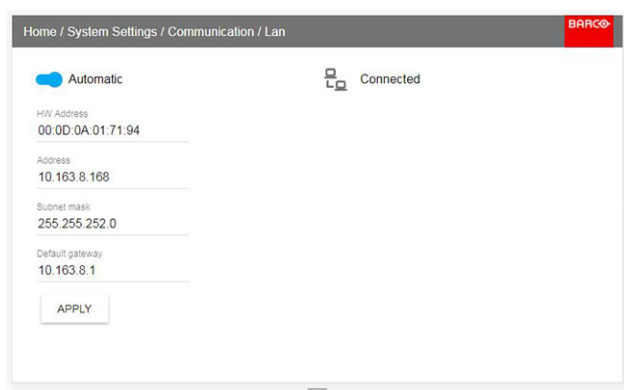 Home / System Settings / Communication / Lan
BARCO
Automatic
Connected
HW Address
00:0D:0A:01:71:94
Address
10.163.8.168
Subnet mask
255.255.252.0
Default gateway
10.163.8.1
APPLY